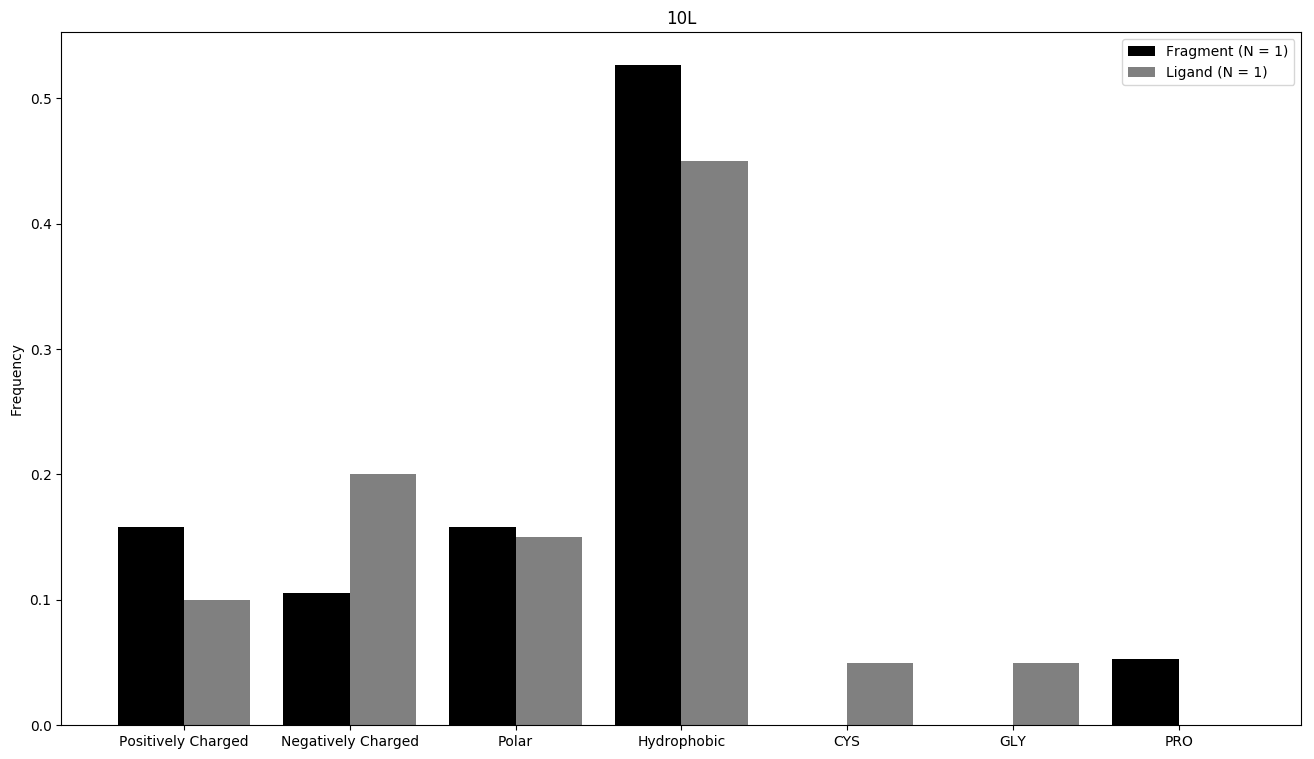 10L
Fragment (N = 1)
Ligand (N = 1)
Frequency
0.5
0.4
0.3
0.2
0.1
0.0
Positively Charged Negatively Charged Polar Hydrophobic CYS GLY PRO